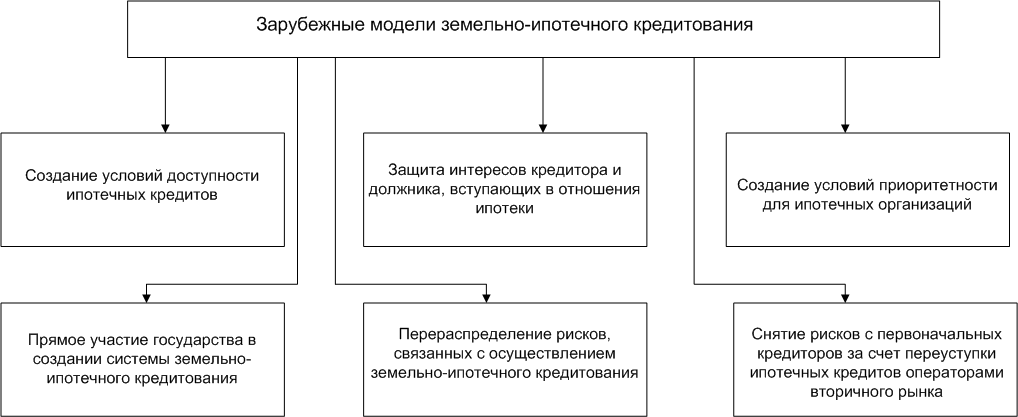 Зарубежные модели земельно-ипотечного кредитования
Создание условий доступности
ипотечных кредитов
Защита интересов кредитора и
должника, вступающих в отношения
ипотеки
Создание условий приоритетности
для ипотечных организаций
Прямое участие государства в
создании системы земельно-
ипотечного кредитования
Перераспределение рисков,
связанных с осуществлением
земельно-ипотечного кредитования
Снятие рисков с первоначальных
кредиторов за счет переуступки
ипотечных кредитов операторами
вторичного рынка